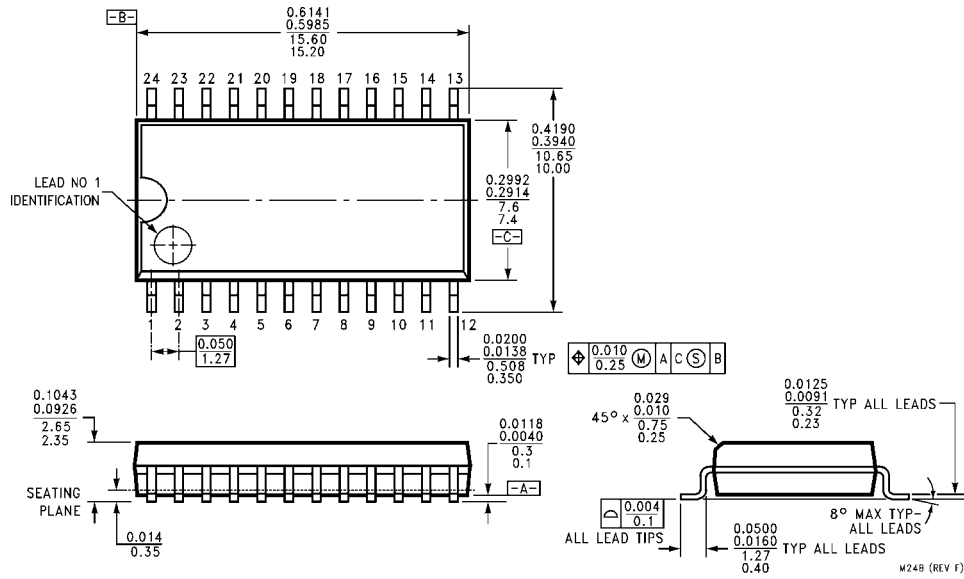 -B-
0.6141
0.5985
15.60
15.20
24 23 22 21 20 19 18 17 16 15 14 13
0.4190
0.3940
10.65
10.00
LEAD NO 1
IDENTIFICATION
0.2992
0.2914
7.6
7.4
-C-
1 2 3 4 5 6 7 8 9 10 11 12
0.050
1.27
0.0200
0.0138
0.508
0.350
TYP
⌖ 0.010
0.25
Ⓜ A C Ⓢ B
0.1043
0.0926
2.65
2.35
0.0118
0.0040
0.3
0.1
-A-
SEATING
PLANE
0.014
0.35
45° x
0.029
0.010
0.75
0.25
0.0125
0.0091
0.32
0.23
TYP ALL LEADS
⌓ 0.004
0.1
ALL LEAD TIPS
0.0500
0.0160
1.27
0.40
TYP ALL LEADS
8° MAX TYP-
ALL LEADS
M24B (REV F)